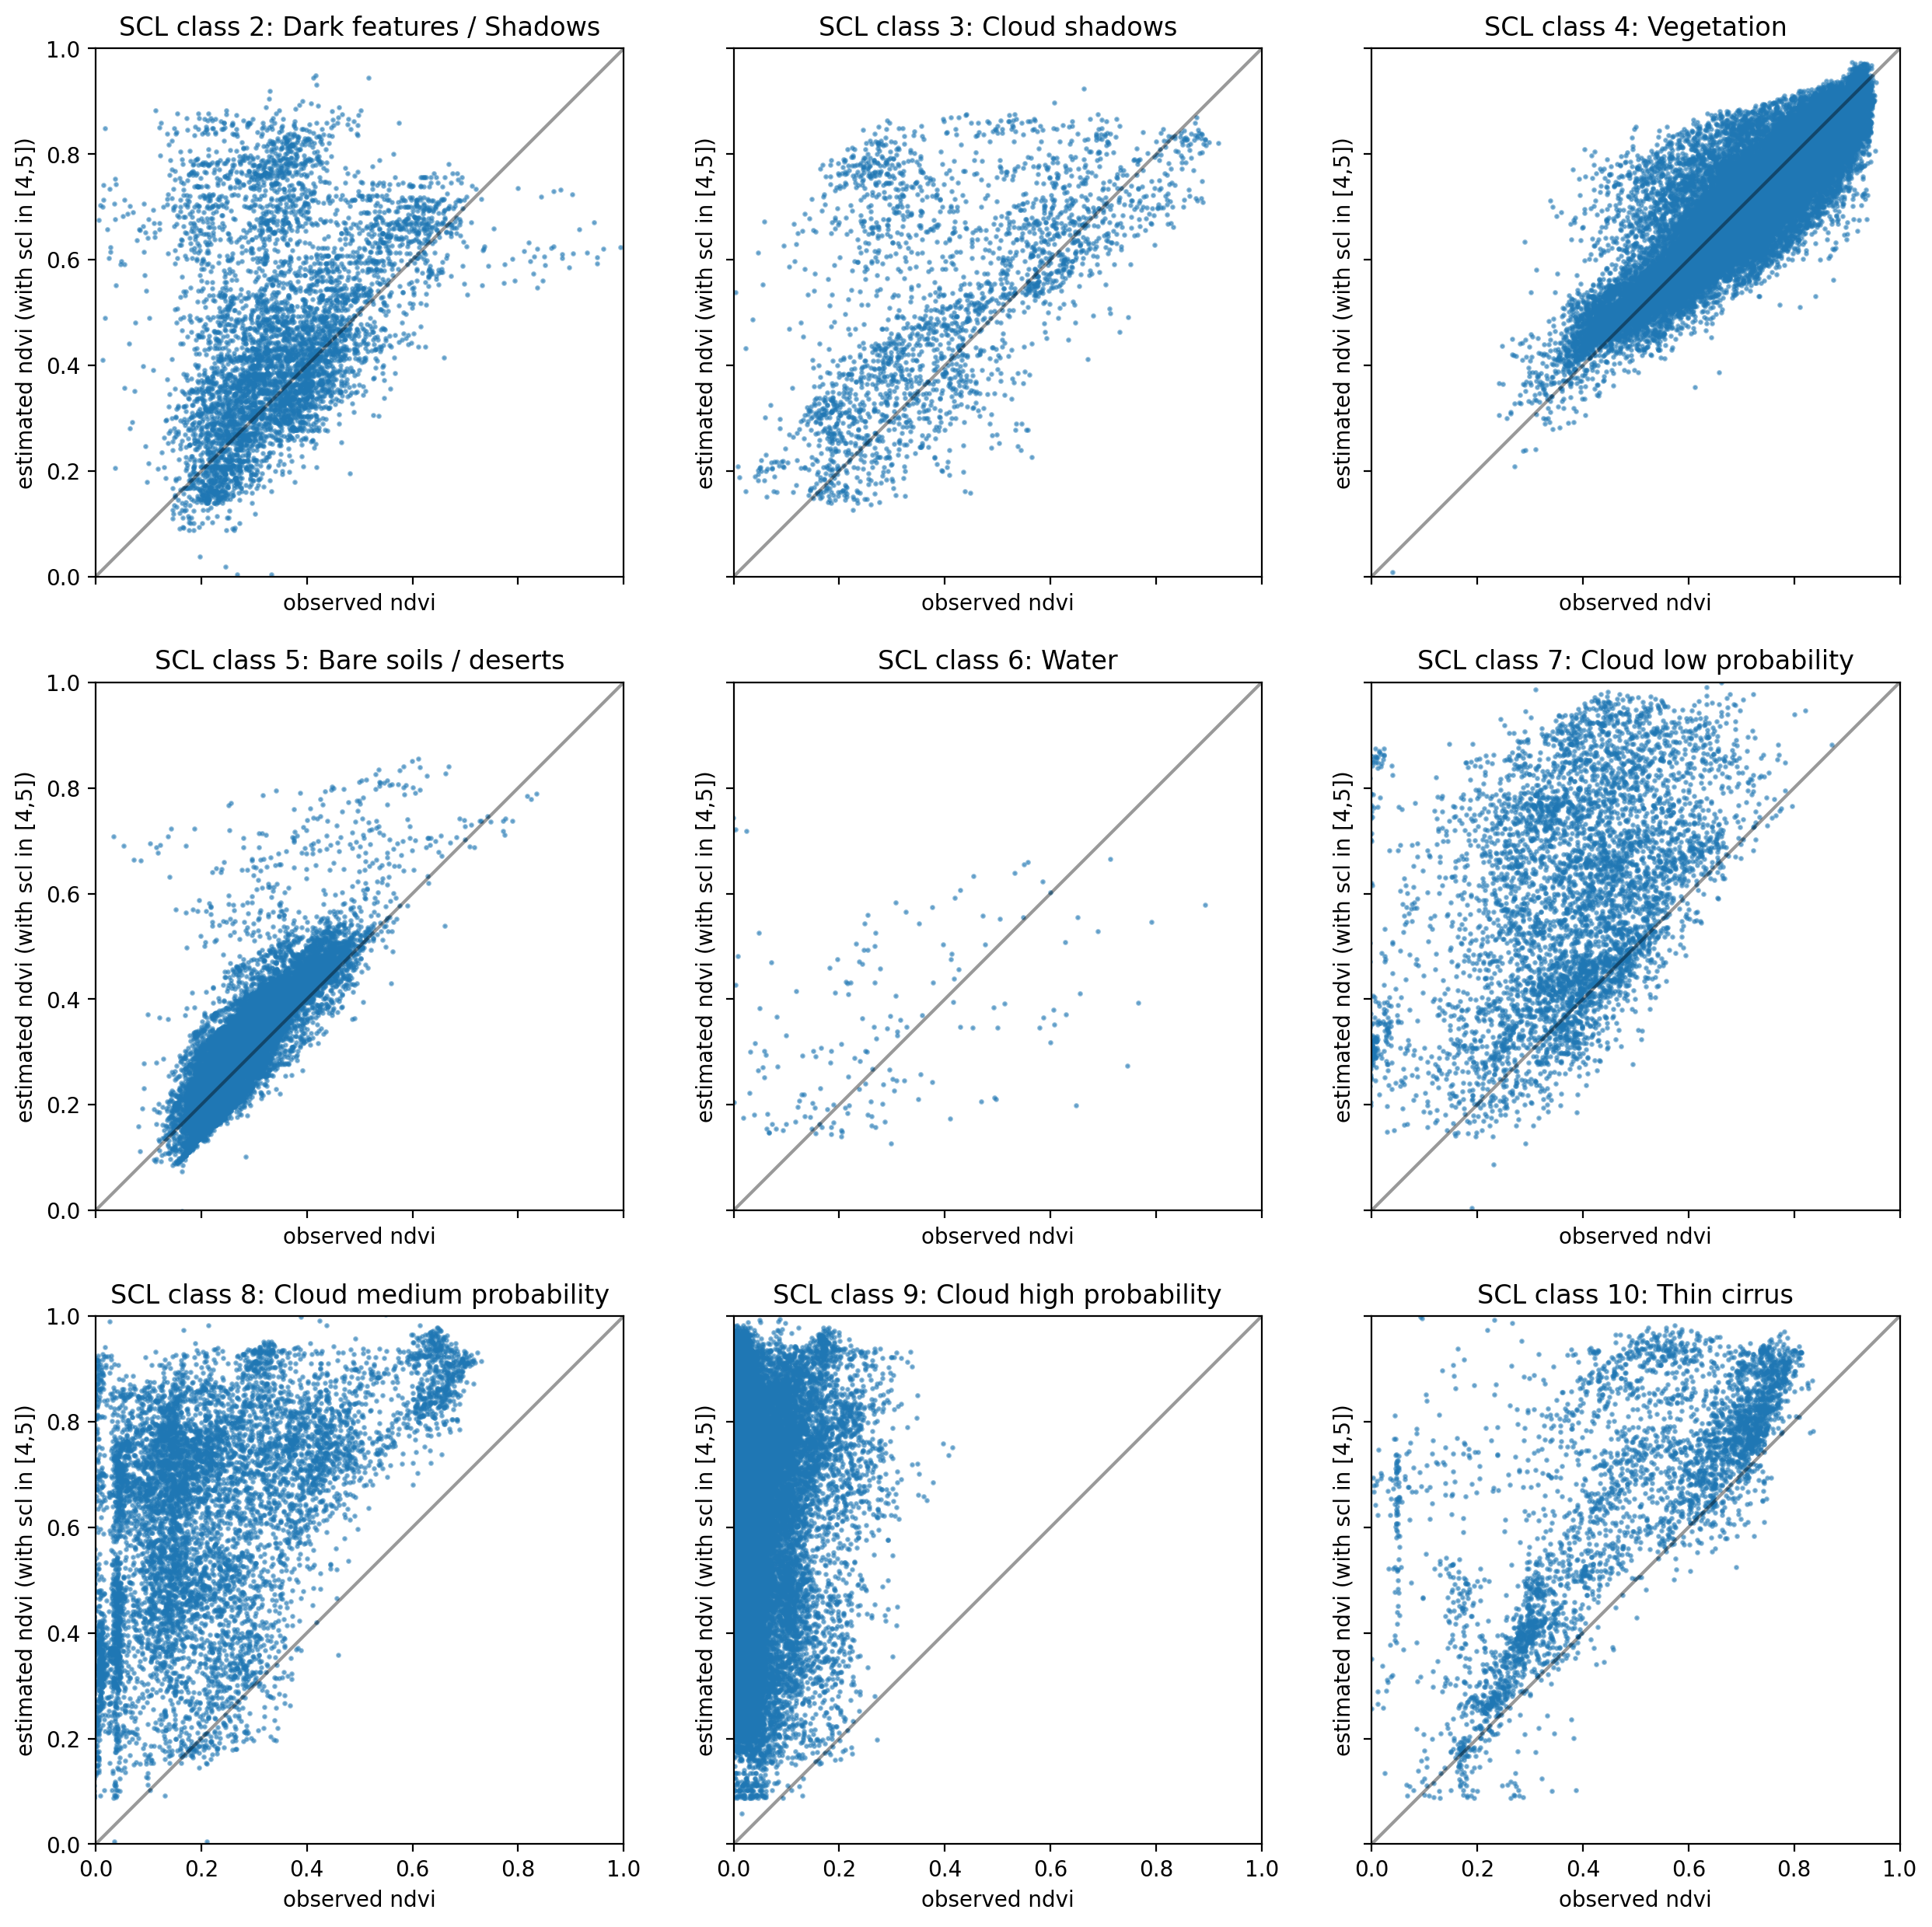 SCL class 2: Dark features / Shadows
SCL class 3: Cloud shadows
SCL class 4: Vegetation
1.0
0.8
0.6
0.4
0.2
0.0
estimated ndvi (with scl in [4,5])
estimated ndvi (with scl in [4,5])
estimated ndvi (with scl in [4,5])
observed ndvi
observed ndvi
observed ndvi
SCL class 5: Bare soils / deserts
SCL class 6: Water
SCL class 7: Cloud low probability
1.0
0.8
0.6
0.4
0.2
0.0
estimated ndvi (with scl in [4,5])
estimated ndvi (with scl in [4,5])
estimated ndvi (with scl in [4,5])
observed ndvi
observed ndvi
observed ndvi
SCL class 8: Cloud medium probability
SCL class 9: Cloud high probability
SCL class 10: Thin cirrus
1.0
0.8
0.6
0.4
0.2
0.0
estimated ndvi (with scl in [4,5])
estimated ndvi (with scl in [4,5])
estimated ndvi (with scl in [4,5])
0.0 0.2 0.4 0.6 0.8 1.0
0.0 0.2 0.4 0.6 0.8 1.0
0.0 0.2 0.4 0.6 0.8 1.0
observed ndvi
observed ndvi
observed ndvi